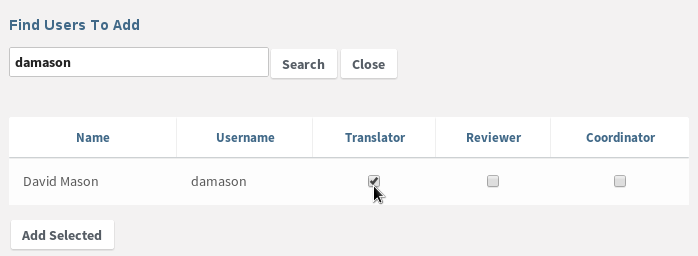 Find Users To Add
damason
Search Close
Name Username Translator Reviewer Coordinator
David Mason damason
Add Selected